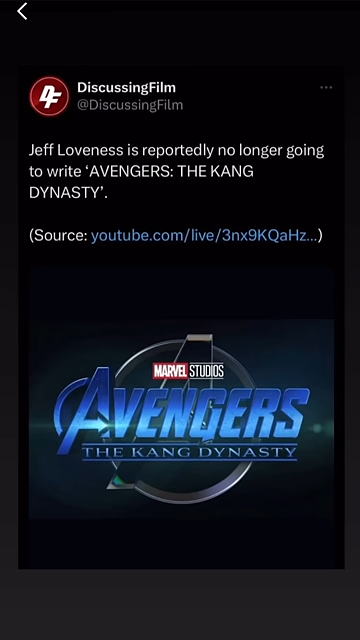 DF
DiscussingFilm
@DiscussingFilm
Jeff Loveness is reportedly no longer going
to write ‘AVENGERS: THE KANG
DYNASTY’.
(Source: youtube.com/live/3nx9KQaHz...)
MARVEL STUDIOS
AVENGERS
THE KANG DYNASTY